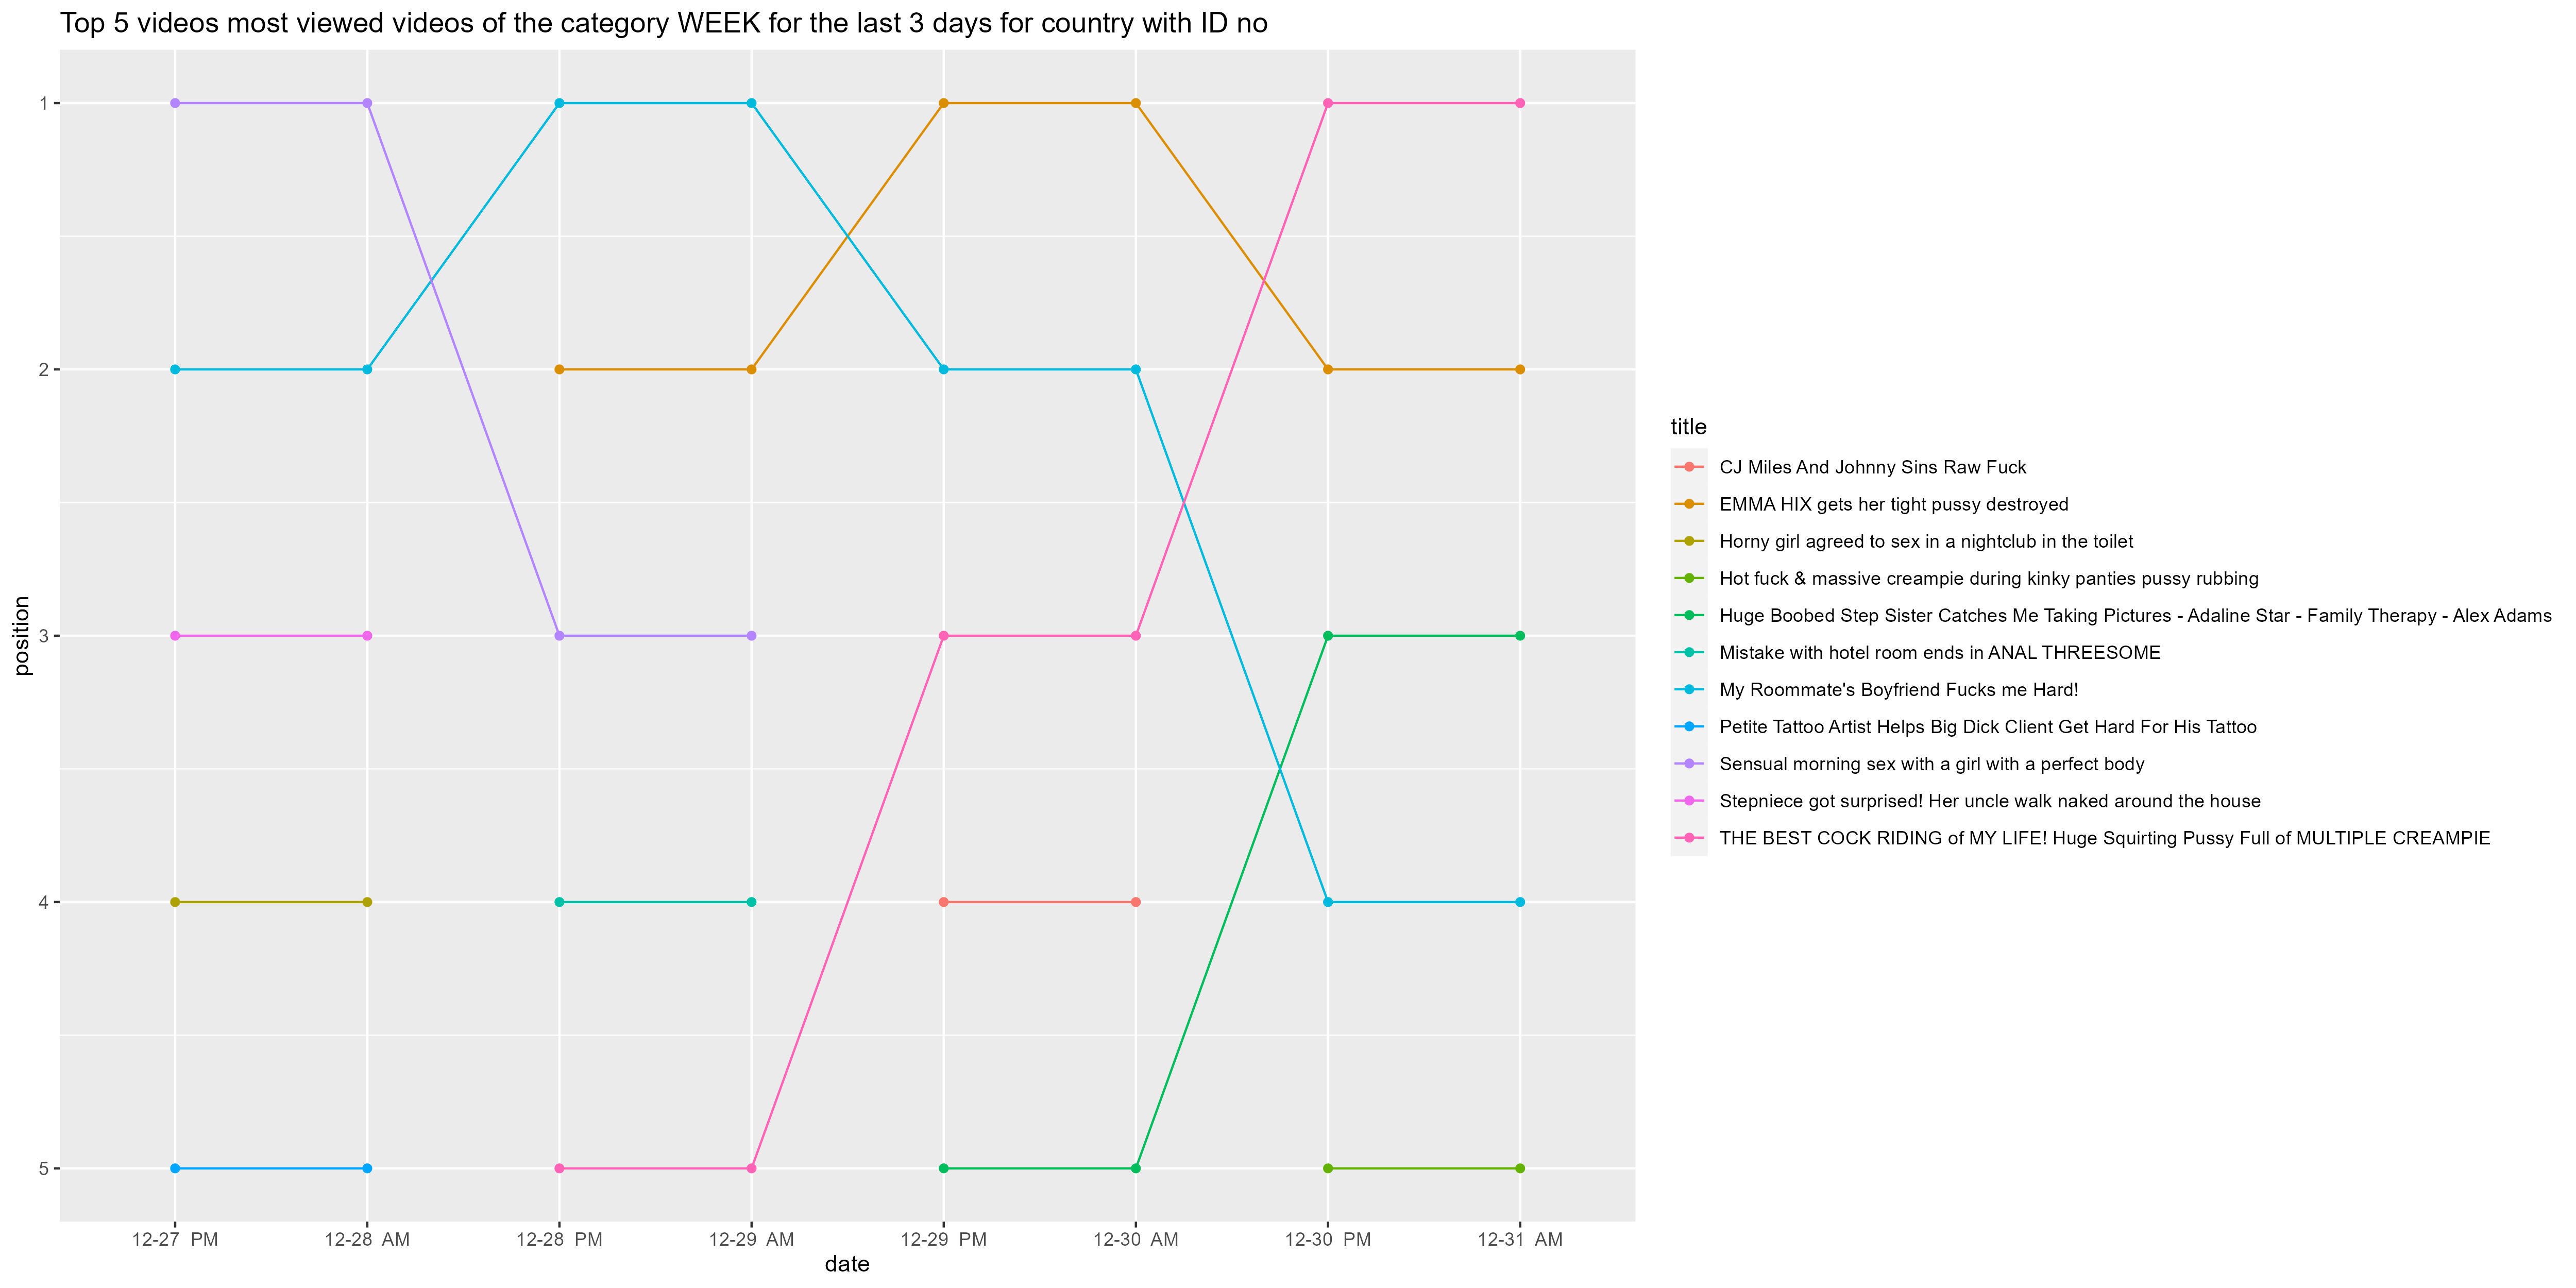 Top 5 videos most viewed videos of the category WEEK for the last 3 days for country with ID no
position
1
2
3
4
5
12-27 PM
12-28 AM
12-28 PM
12-29 AM
12-29 PM
12-30 AM
12-30 PM
12-31 AM
date
title
CJ Miles And Johnny Sins Raw Fuck
EMMA HIX gets her tight pussy destroyed
Horny girl agreed to sex in a nightclub in the toilet
Hot fuck & massive creampie during kinky panties pussy rubbing
Huge Boobed Step Sister Catches Me Taking Pictures - Adaline Star - Family Therapy - Alex Adams
Mistake with hotel room ends in ANAL THREESOME
My Roommate's Boyfriend Fucks me Hard!
Petite Tattoo Artist Helps Big Dick Client Get Hard For His Tattoo
Sensual morning sex with a girl with a perfect body
Stepniece got surprised! Her uncle walk naked around the house
THE BEST COCK RIDING of MY LIFE! Huge Squirting Pussy Full of MULTIPLE CREAMPIE